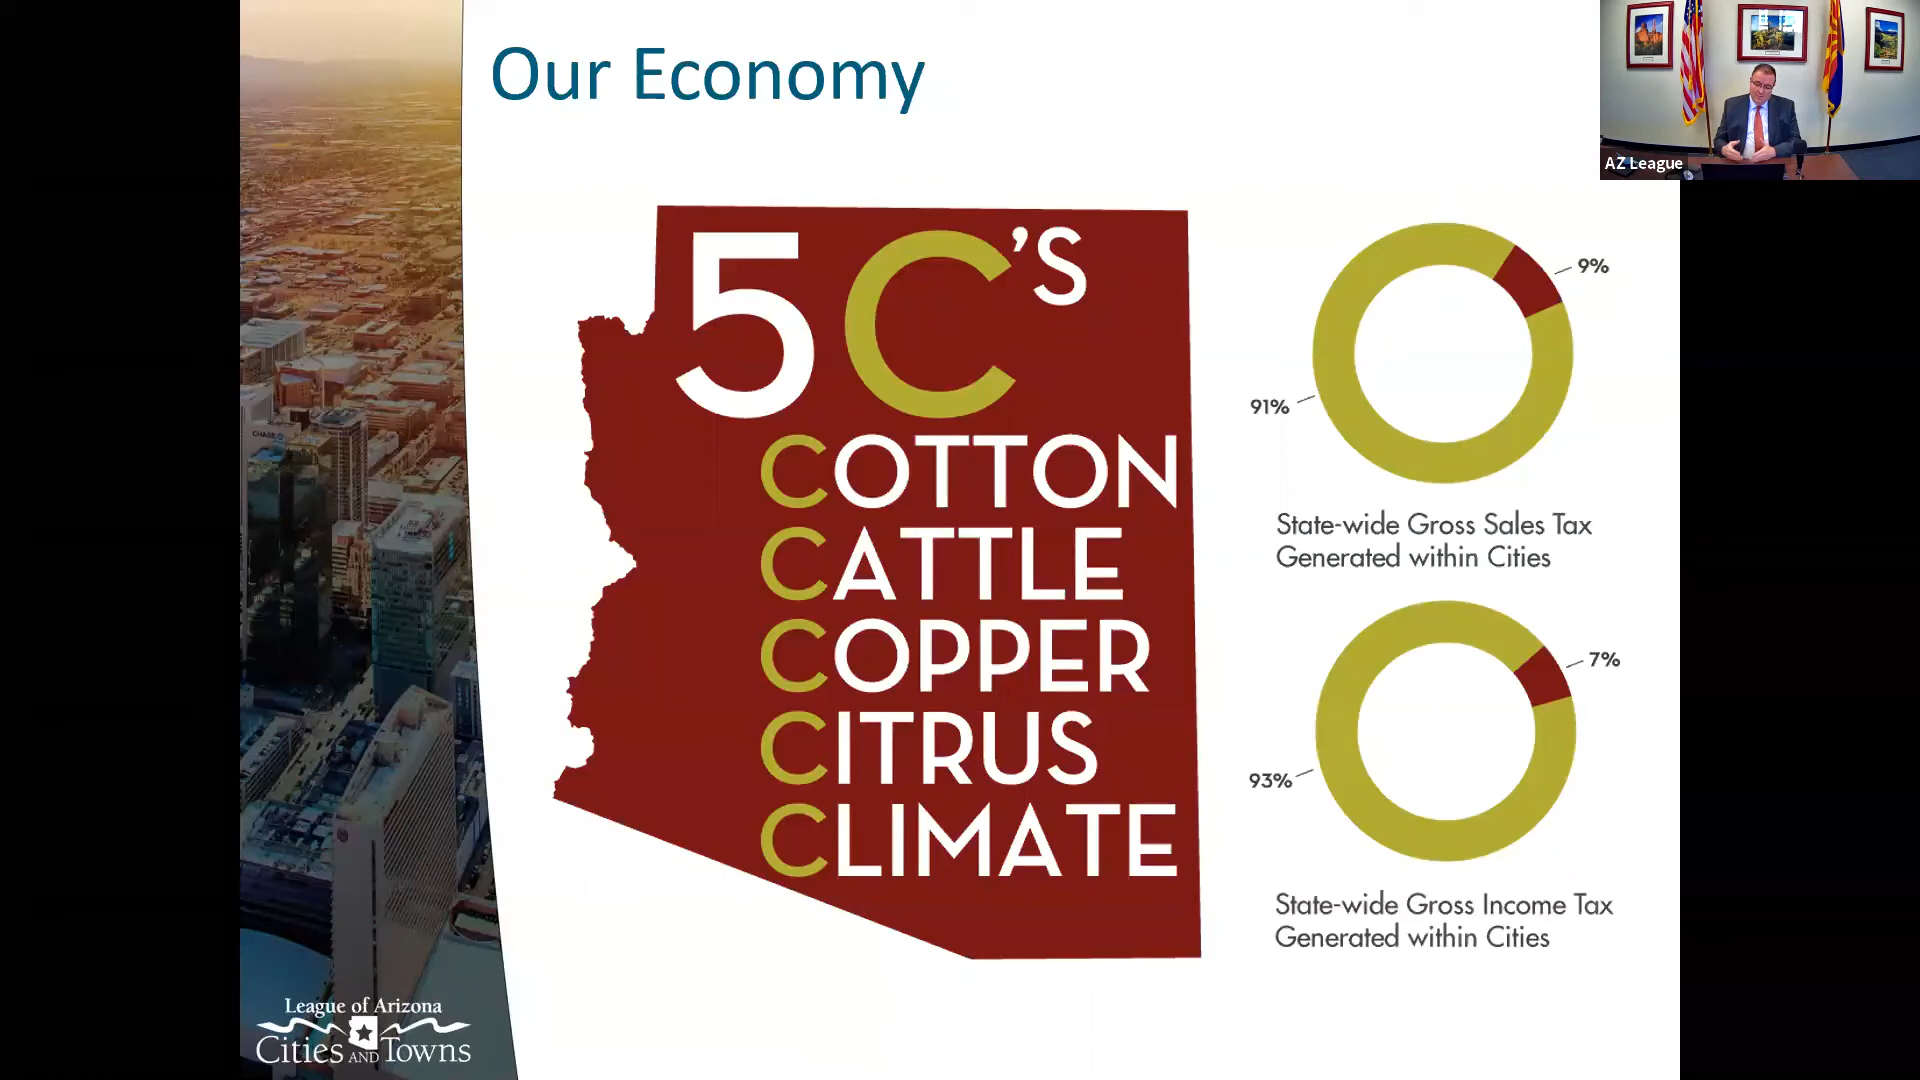 Our Economy
AZ League
5 C'S
COTTON
CATTLE
COPPER
CITRUS
CLIMATE
9%
91%
State-wide Gross Sales Tax
Generated within Cities
7%
93%
State-wide Gross Income Tax
Generated within Cities
CHASE
League of Arizona
Cities AND Towns